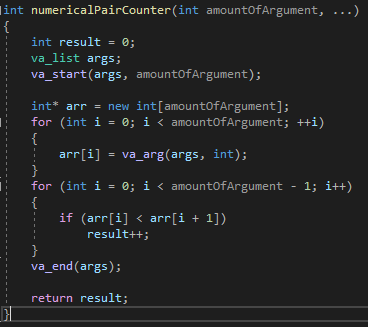 int numericalPairCounter(int amountOfArgument, ...)
{
int result = 0;
va_list args;
va_start(args, amountOfArgument);
int* arr = new int[amountOfArgument];
for (int i = 0; i < amountOfArgument; ++i)
{
arr[i] = va_arg(args, int);
}
for (int i = 0; i < amountOfArgument - 1; i++)
{
if (arr[i] < arr[i + 1])
result++;
}
va_end(args);
return result;
}